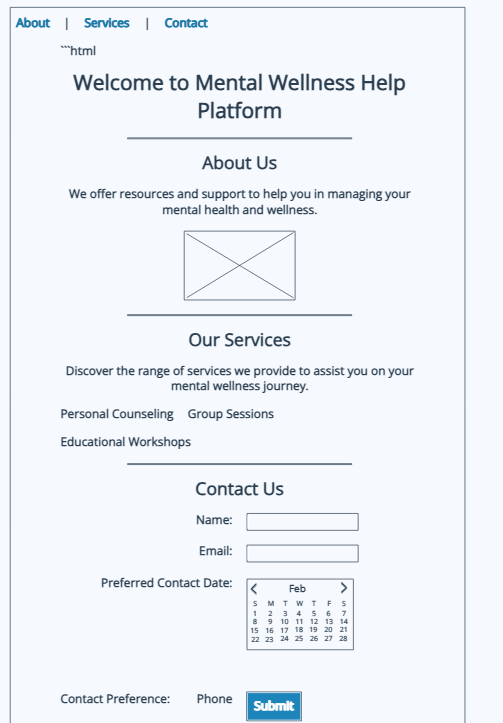 About | Services | Contact
```html
Welcome to Mental Wellness Help
Platform
About Us
We offer resources and support to help you in managing your
mental health and wellness.
Our Services
Discover the range of services we provide to assist you on your
mental wellness journey.
Personal Counseling Group Sessions
Educational Workshops
Contact Us
Name:
Email:
Preferred Contact Date:
Feb
S M T W T F S
1 2 3 4 5 6 7
8 9 10 11 12 13 14
15 16 17 18 19 20 21
22 23 24 25 26 27 28
Contact Preference: Phone Submit